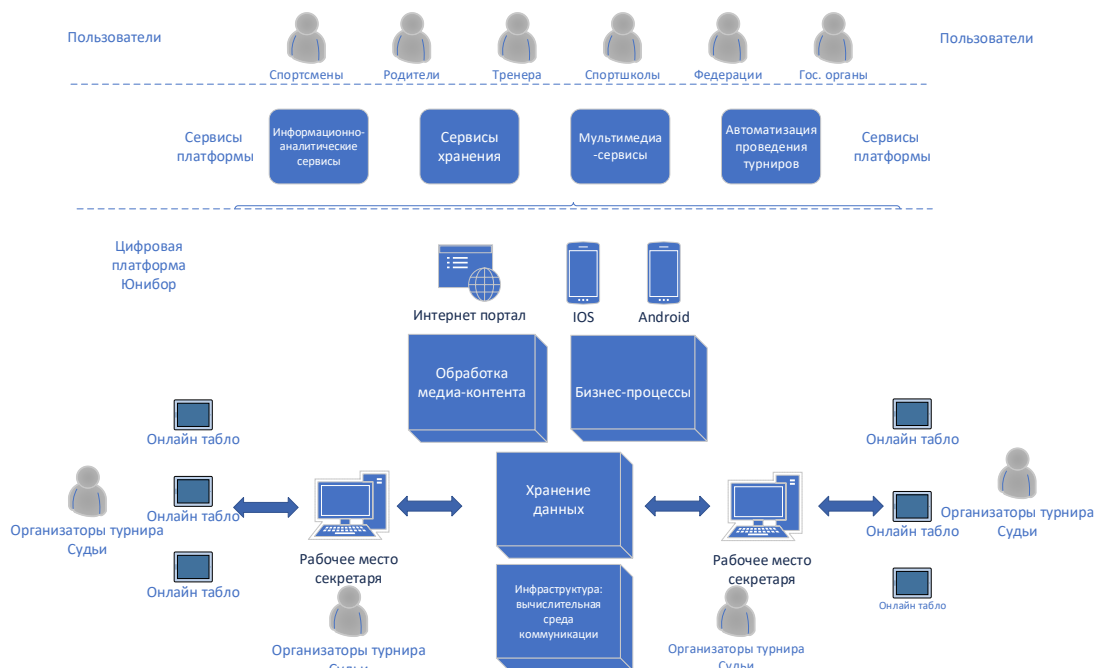 Пользователи
Пользователи
Спортсмены
Родители
Тренера
Спортшколы
Федерации
Гос. органы
Сервисы
платформы
Информационно-
аналитические
сервисы
Сервисы
хранения
Мультимедиа
-сервисы
Автоматизация
проведения
турниров
Сервисы
платформы
Цифровая
платформа
Юнибор
Интернет портал
IOS
Android
Обработка
медиа-контента
Бизнес-процессы
Онлайн табло
Онлайн табло
Онлайн табло
Организаторы турнира
Судьи
Рабочее место
секретаря
Хранение
данных
Рабочее место
секретаря
Онлайн табло
Онлайн табло
Онлайн табло
Организаторы турнира
Судьи
Инфраструктура:
вычислительная
среда
коммуникации
Организаторы турнира
Судьи
Организаторы турнира
Судьи